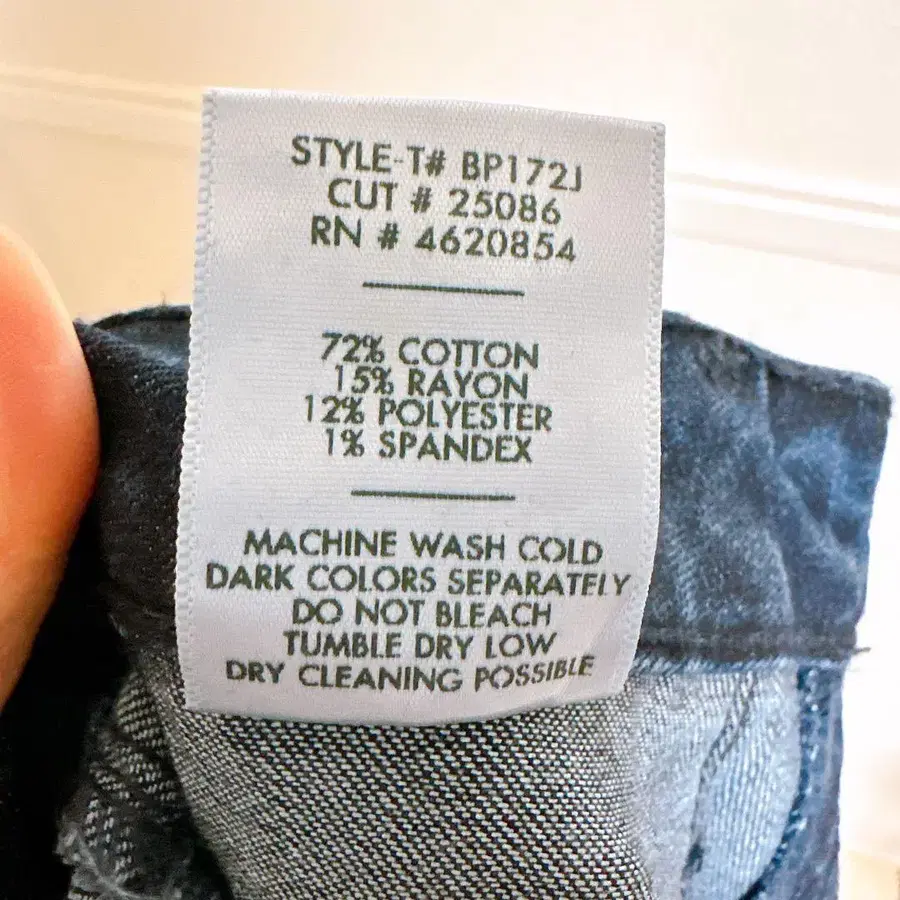 STYLE-T# BP172J
CUT # 25086
RN # 4620854
72% COTTON
15% RAYON
12% POLYESTER
1% SPANDEX
MACHINE WASH COLD
DARK COLORS SEPARATELY
DO NOT BLEACH
TUMBLE DRY LOW
DRY CLEANING POSSIBLE